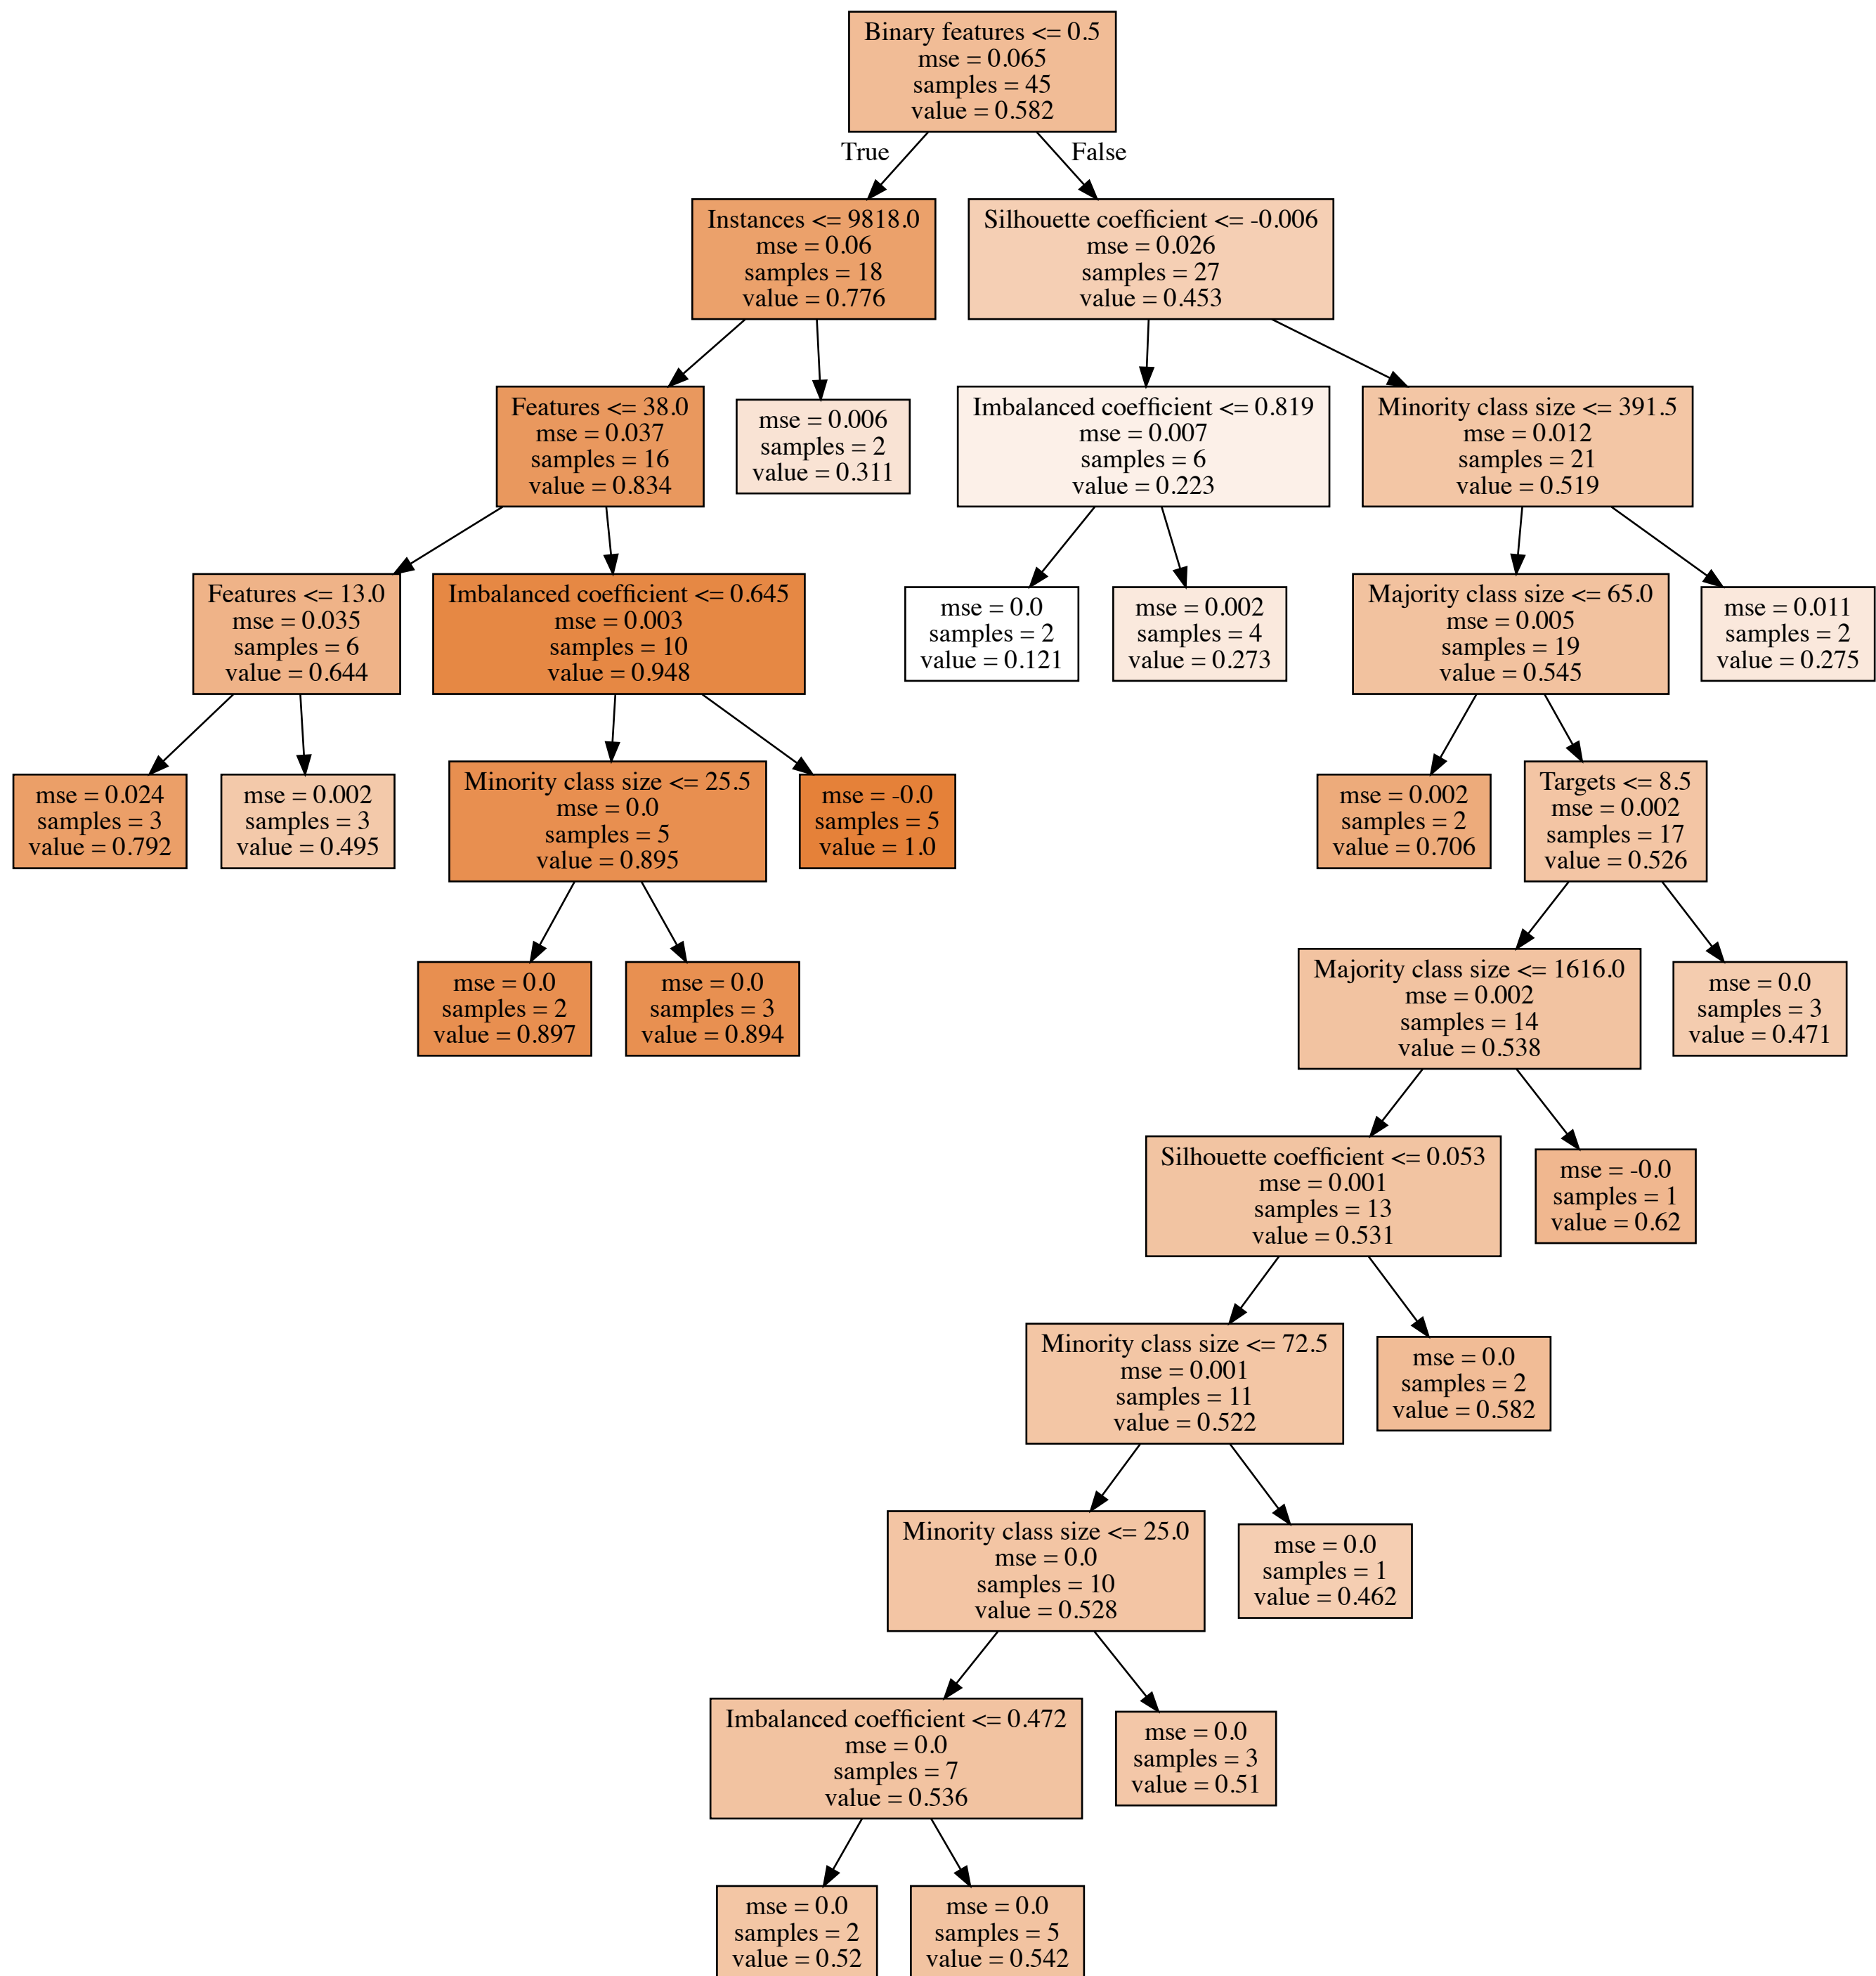 Binary features <= 0.5
mse = 0.065
samples = 45
value = 0.582
True
False
Instances <= 9818.0
mse = 0.06
samples = 18
value = 0.776
Silhouette coefficient <= -0.006
mse = 0.026
samples = 27
value = 0.453
Features <= 38.0
mse = 0.037
samples = 16
value = 0.834
mse = 0.006
samples = 2
value = 0.311
Imbalanced coefficient <= 0.819
mse = 0.007
samples = 6
value = 0.223
Minority class size <= 391.5
mse = 0.012
samples = 21
value = 0.519
Features <= 13.0
mse = 0.035
samples = 6
value = 0.644
Imbalanced coefficient <= 0.645
mse = 0.003
samples = 10
value = 0.948
mse = 0.0
samples = 2
value = 0.121
mse = 0.002
samples = 4
value = 0.273
Majority class size <= 65.0
mse = 0.005
samples = 19
value = 0.545
mse = 0.011
samples = 2
value = 0.275
mse = 0.024
samples = 3
value = 0.792
mse = 0.002
samples = 3
value = 0.495
Minority class size <= 25.5
mse = 0.0
samples = 5
value = 0.895
mse = -0.0
samples = 5
value = 1.0
mse = 0.002
samples = 2
value = 0.706
Targets <= 8.5
mse = 0.002
samples = 17
value = 0.526
mse = 0.0
samples = 2
value = 0.897
mse = 0.0
samples = 3
value = 0.894
Majority class size <= 1616.0
mse = 0.002
samples = 14
value = 0.538
mse = 0.0
samples = 3
value = 0.471
Silhouette coefficient <= 0.053
mse = 0.001
samples = 13
value = 0.531
mse = -0.0
samples = 1
value = 0.62
Minority class size <= 72.5
mse = 0.001
samples = 11
value = 0.522
mse = 0.0
samples = 2
value = 0.582
Minority class size <= 25.0
mse = 0.0
samples = 10
value = 0.528
mse = 0.0
samples = 1
value = 0.462
Imbalanced coefficient <= 0.472
mse = 0.0
samples = 7
value = 0.536
mse = 0.0
samples = 3
value = 0.51
mse = 0.0
samples = 2
value = 0.52
mse = 0.0
samples = 5
value = 0.542